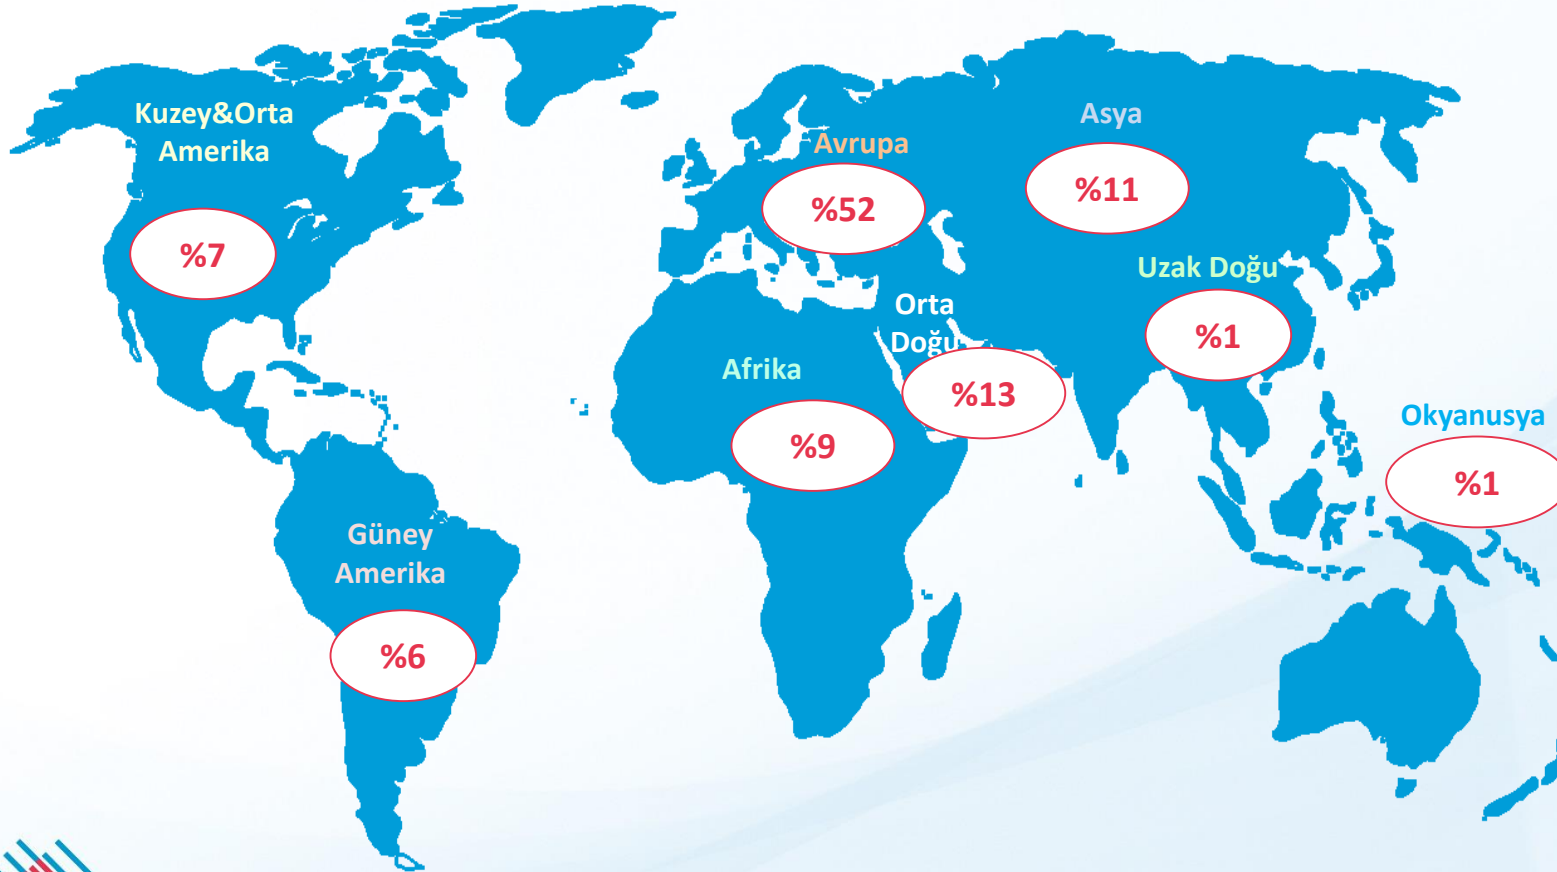 Kuzey&Orta
Amerika
%7
Avrupa
%52
Asya
%11
Uzak Doğu
%1
Orta
Doğu
%13
Afrika
%9
Okyanusya
%1
Güney
Amerika
%6